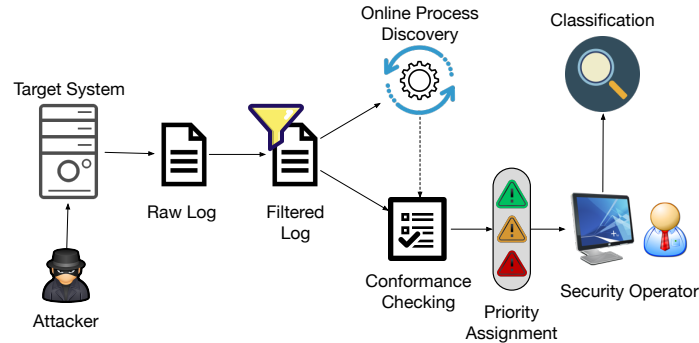 Online Process
Discovery
Classification
Target System
Raw Log
Filtered
Log
Conformance
Checking
Priority
Assignment
Security Operator
Attacker